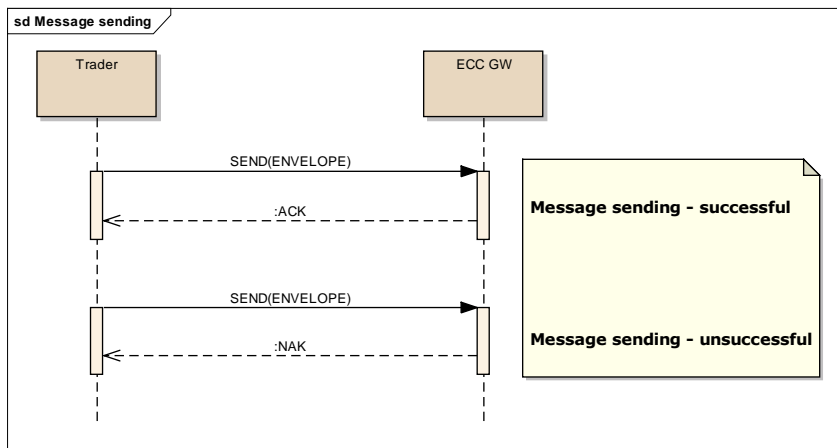 sd Message sending
Trader
ECC GW
SEND(ENVELOPE)
:ACK
Message sending - successful
SEND(ENVELOPE)
:NAK
Message sending - unsuccessful